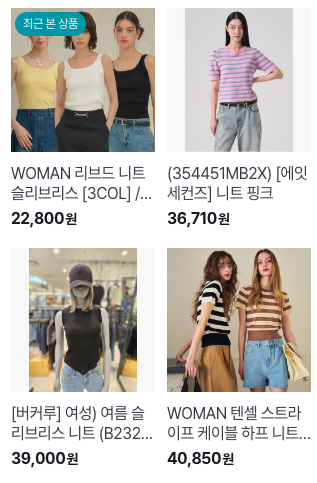 최근 본 상품
WOMAN 리브드 니트
슬리브리스 [3COL] /...
22,800원
(354451MB2X) [에잇
세컨즈] 니트 핑크
36,710원
[버커루] 여성) 여름 슬
리브리스 니트 (B232...
39,000원
WOMAN 텐셀 스트라
이프 케이블 하프 니트...
40,850원